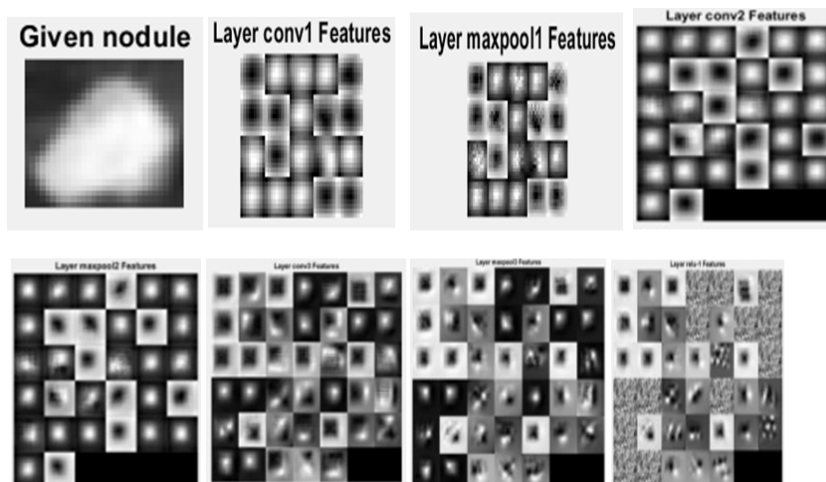 Given nodule
Layer conv1 Features
Layer maxpool1 Features
Layer conv2 Features
Layer maxpool2 Features
Layer conv3 Features
Layer maxpool3 Features
Layer relu-1 Features